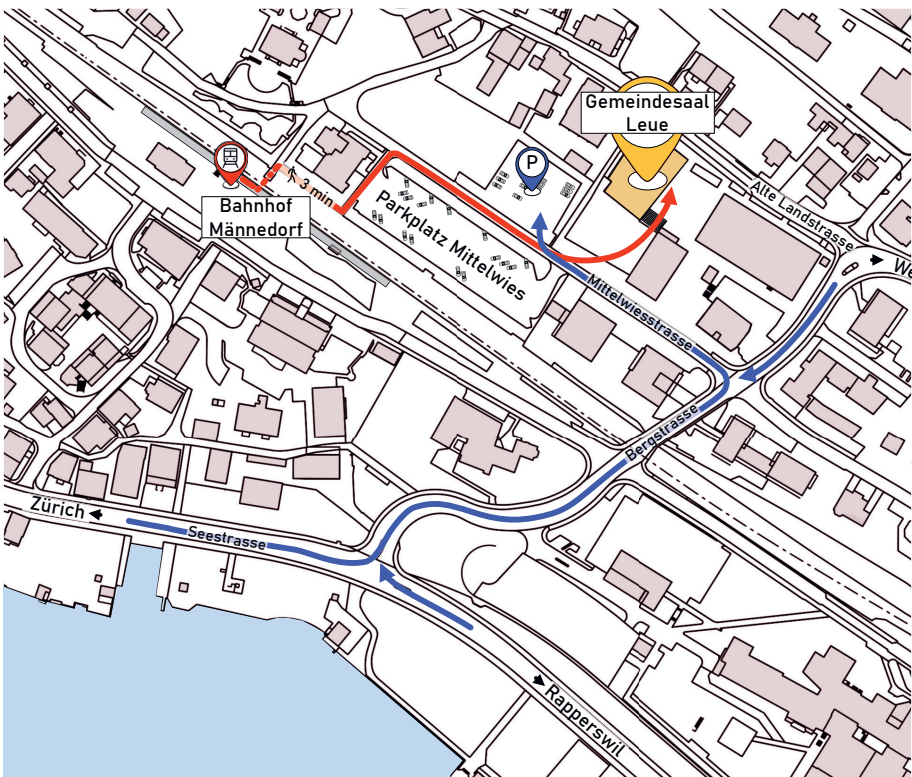 Gemeindesaal
Leue
P
Bahnhof
Männedorf
3 min
Parkplatz Mittelwies
Alte Landstrasse
We
Mittelwiesstrasse
Bergstrasse
Zürich
Seestrasse
Rapperswil